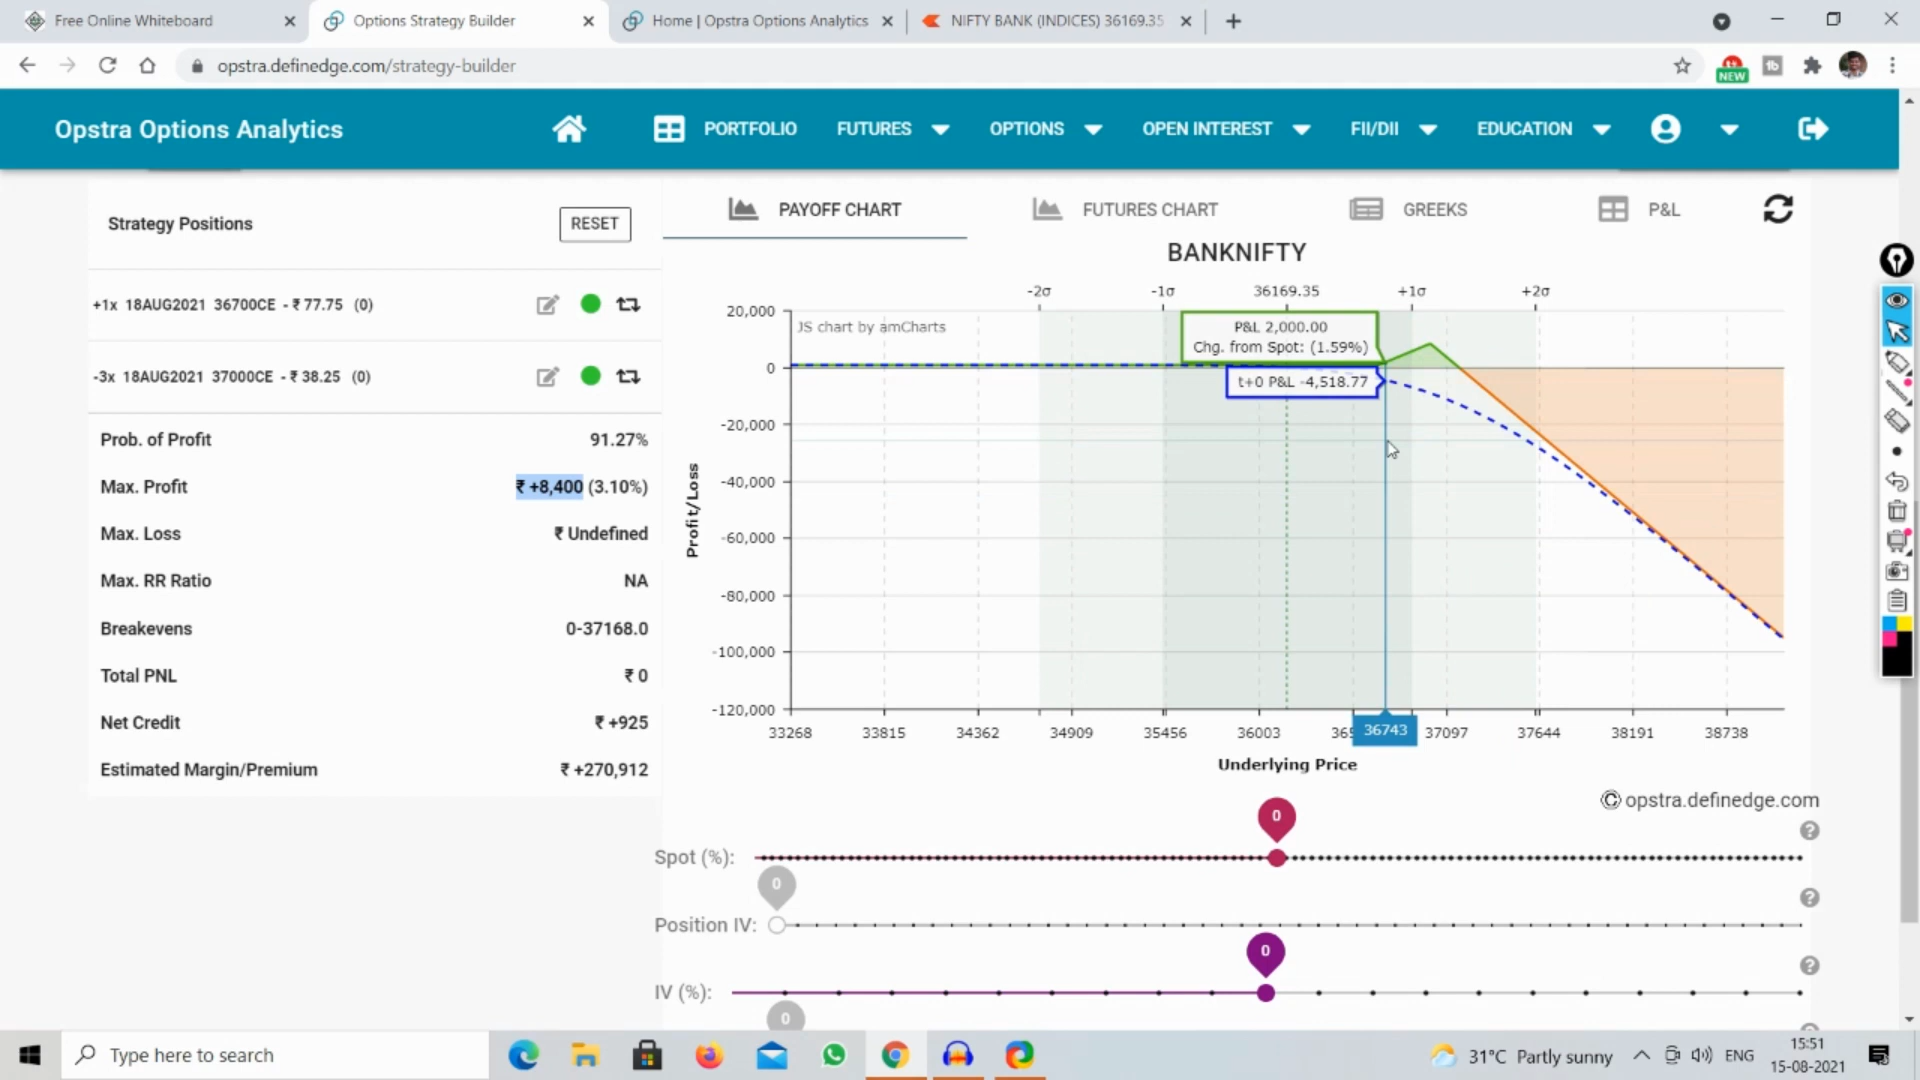 Free Online Whiteboard
Options Strategy Builder
Home | Opstra Options Analytics
NIFTY BANK (INDICES) 36169.35
opstra.definedge.com/strategy-builder
NEW
Opstra Options Analytics
PORTFOLIO
FUTURES
OPTIONS
OPEN INTEREST
FII/DII
EDUCATION
Strategy Positions
RESET
+1x 18AUG2021 36700CE - ₹ 77.75 (0)
-3x 18AUG2021 37000CE - ₹ 38.25 (0)
Prob. of Profit 91.27%
Max. Profit ₹ +8,400 (3.10%)
Max. Loss ₹ Undefined
Max. RR Ratio NA
Breakevens 0-37168.0
Total PNL ₹ 0
Net Credit ₹ +925
Estimated Margin/Premium ₹ +270,912
PAYOFF CHART
FUTURES CHART
GREEKS
P&L
BANKNIFTY
-2σ -1σ 36169.35 +1σ +2σ
JS chart by amCharts
P&L 2,000.00
Chg. from Spot: (1.59%)
t+0 P&L -4,518.77
20,000
0
-20,000
-40,000
-60,000
-80,000
-100,000
-120,000
Profit/Loss
33268 33815 34362 34909 35456 36003 36743 37097 37644 38191 38738
Underlying Price
© opstra.definedge.com
0
Spot (%):
0
Position IV:
0
IV (%):
0
Type here to search
31°C Partly sunny
ENG
15:51
15-08-2021